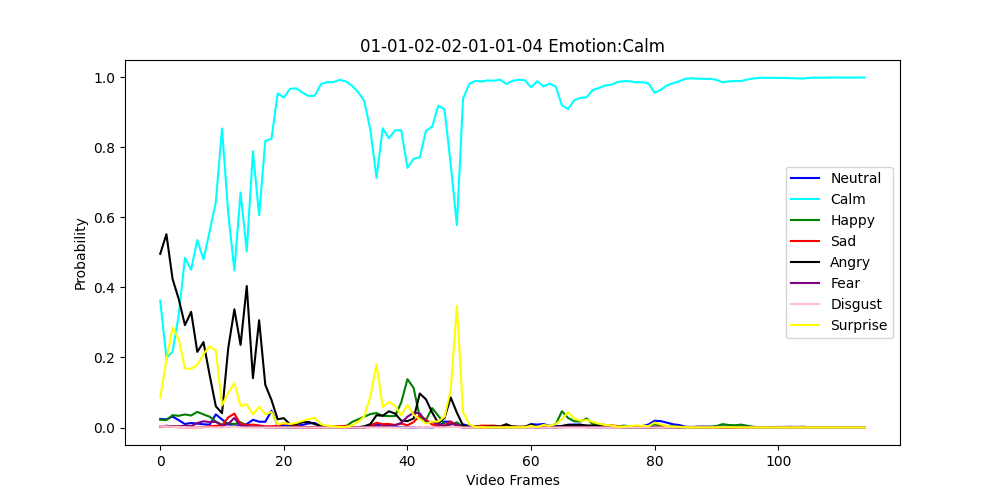 01-01-02-02-01-01-04 Emotion:Calm
1.0
0.8
0.6
0.4
0.2
0.0
Probability
0
20
40
60
80
100
Video Frames
Neutral
Calm
Happy
Sad
Angry
Fear
Disgust
Surprise